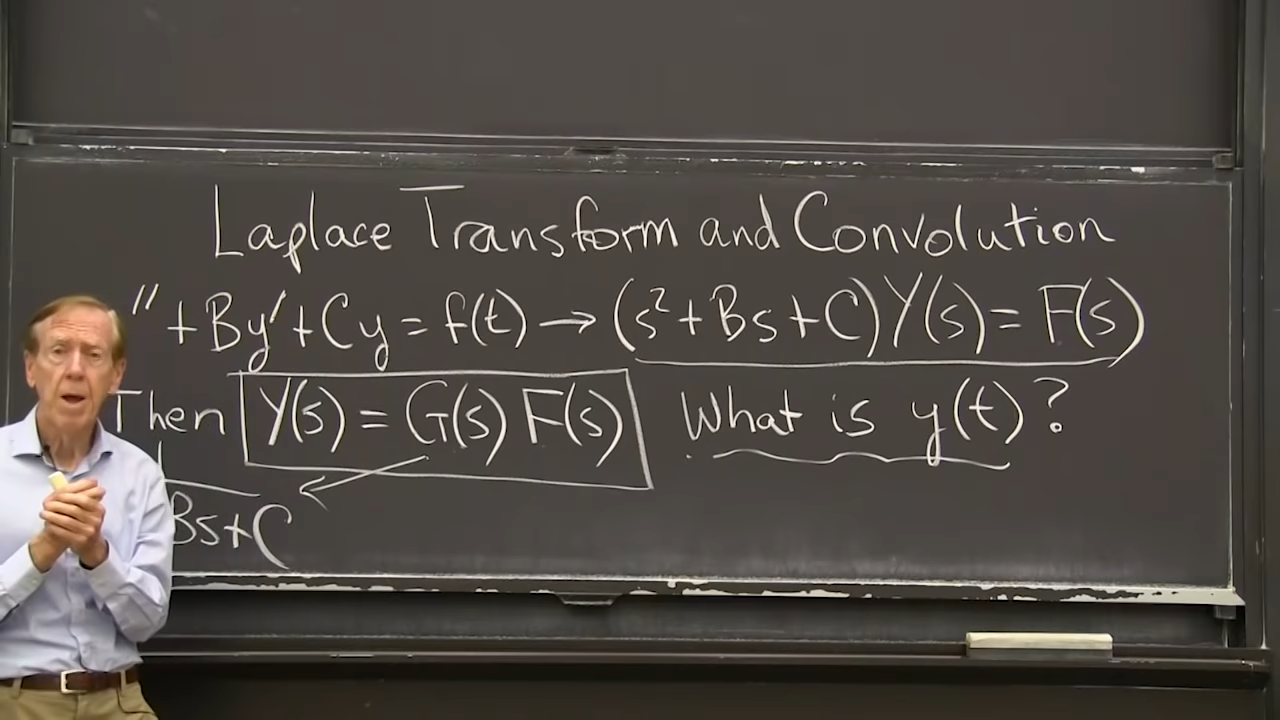 Laplace Transform and Convolution
″ + By′ + Cy = f(t) → (s² + Bs + C) Y(s) = F(s)
Then Y(s) = G(s) F(s) What is y(t)?
Bs + C